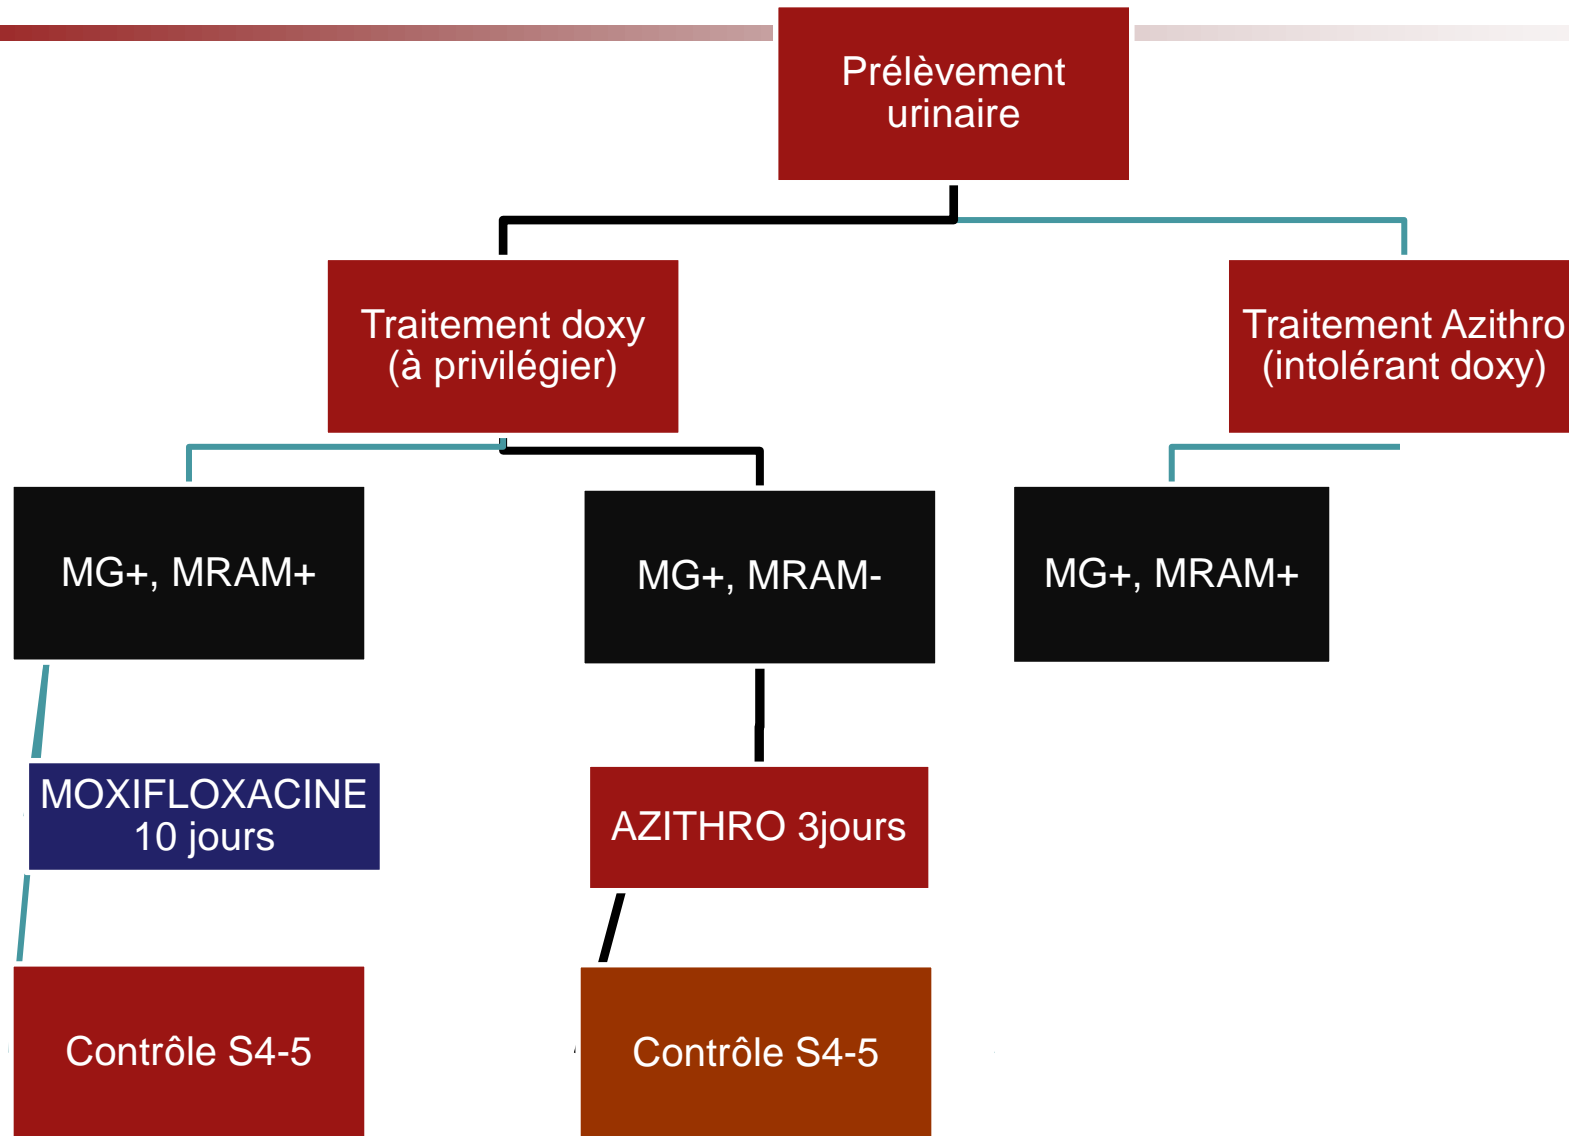 Prélèvement
urinaire
Traitement doxy
(à privilégier)
Traitement Azithro
(intolérant doxy)
MG+, MRAM+
MG+, MRAM-
MG+, MRAM+
MOXIFLOXACINE
10 jours
AZITHRO 3jours
Contrôle S4-5
Contrôle S4-5